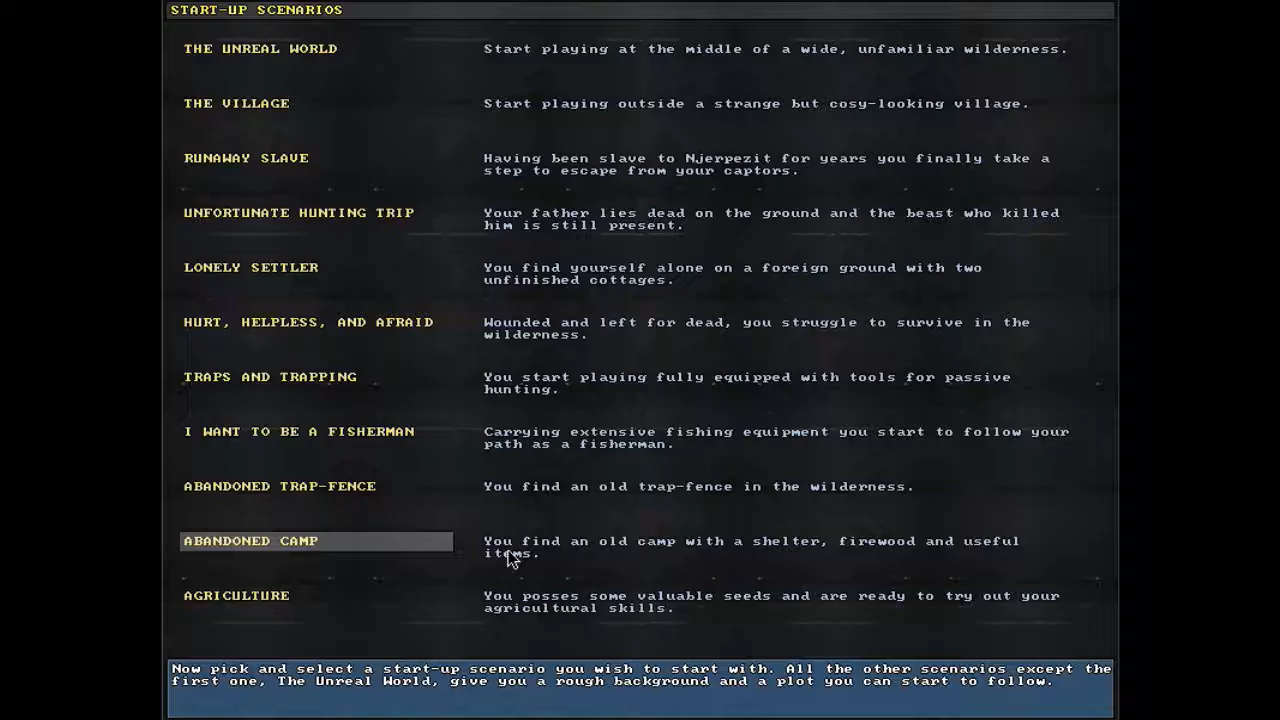 START-UP SCENARIOS
THE UNREAL WORLD
Start playing at the middle of a wide, unfamiliar wilderness.
THE VILLAGE
Start playing outside a strange but cosy-looking village.
RUNAWAY SLAVE
Having been slave to Njerpezit for years you finally take a
step to escape from your captors.
UNFORTUNATE HUNTING TRIP
Your father lies dead on the ground and the beast who killed
him is still present.
LONELY SETTLER
You find yourself alone on a foreign ground with two
unfinished cottages.
HURT, HELPLESS, AND AFRAID
Wounded and left for dead, you struggle to survive in the
wilderness.
TRAPS AND TRAPPING
You start playing fully equipped with tools for passive
hunting.
I WANT TO BE A FISHERMAN
Carrying extensive fishing equipment you start to follow your
path as a fisherman.
ABANDONED TRAP-FENCE
You find an old trap-fence in the wilderness.
ABANDONED CAMP
You find an old camp with a shelter, firewood and useful
items.
AGRICULTURE
You posses some valuable seeds and are ready to try out your
agricultural skills.
Now pick and select a start-up scenario you wish to start with. All the other scenarios except the
first one, The Unreal World, give you a rough background and a plot you can start to follow.